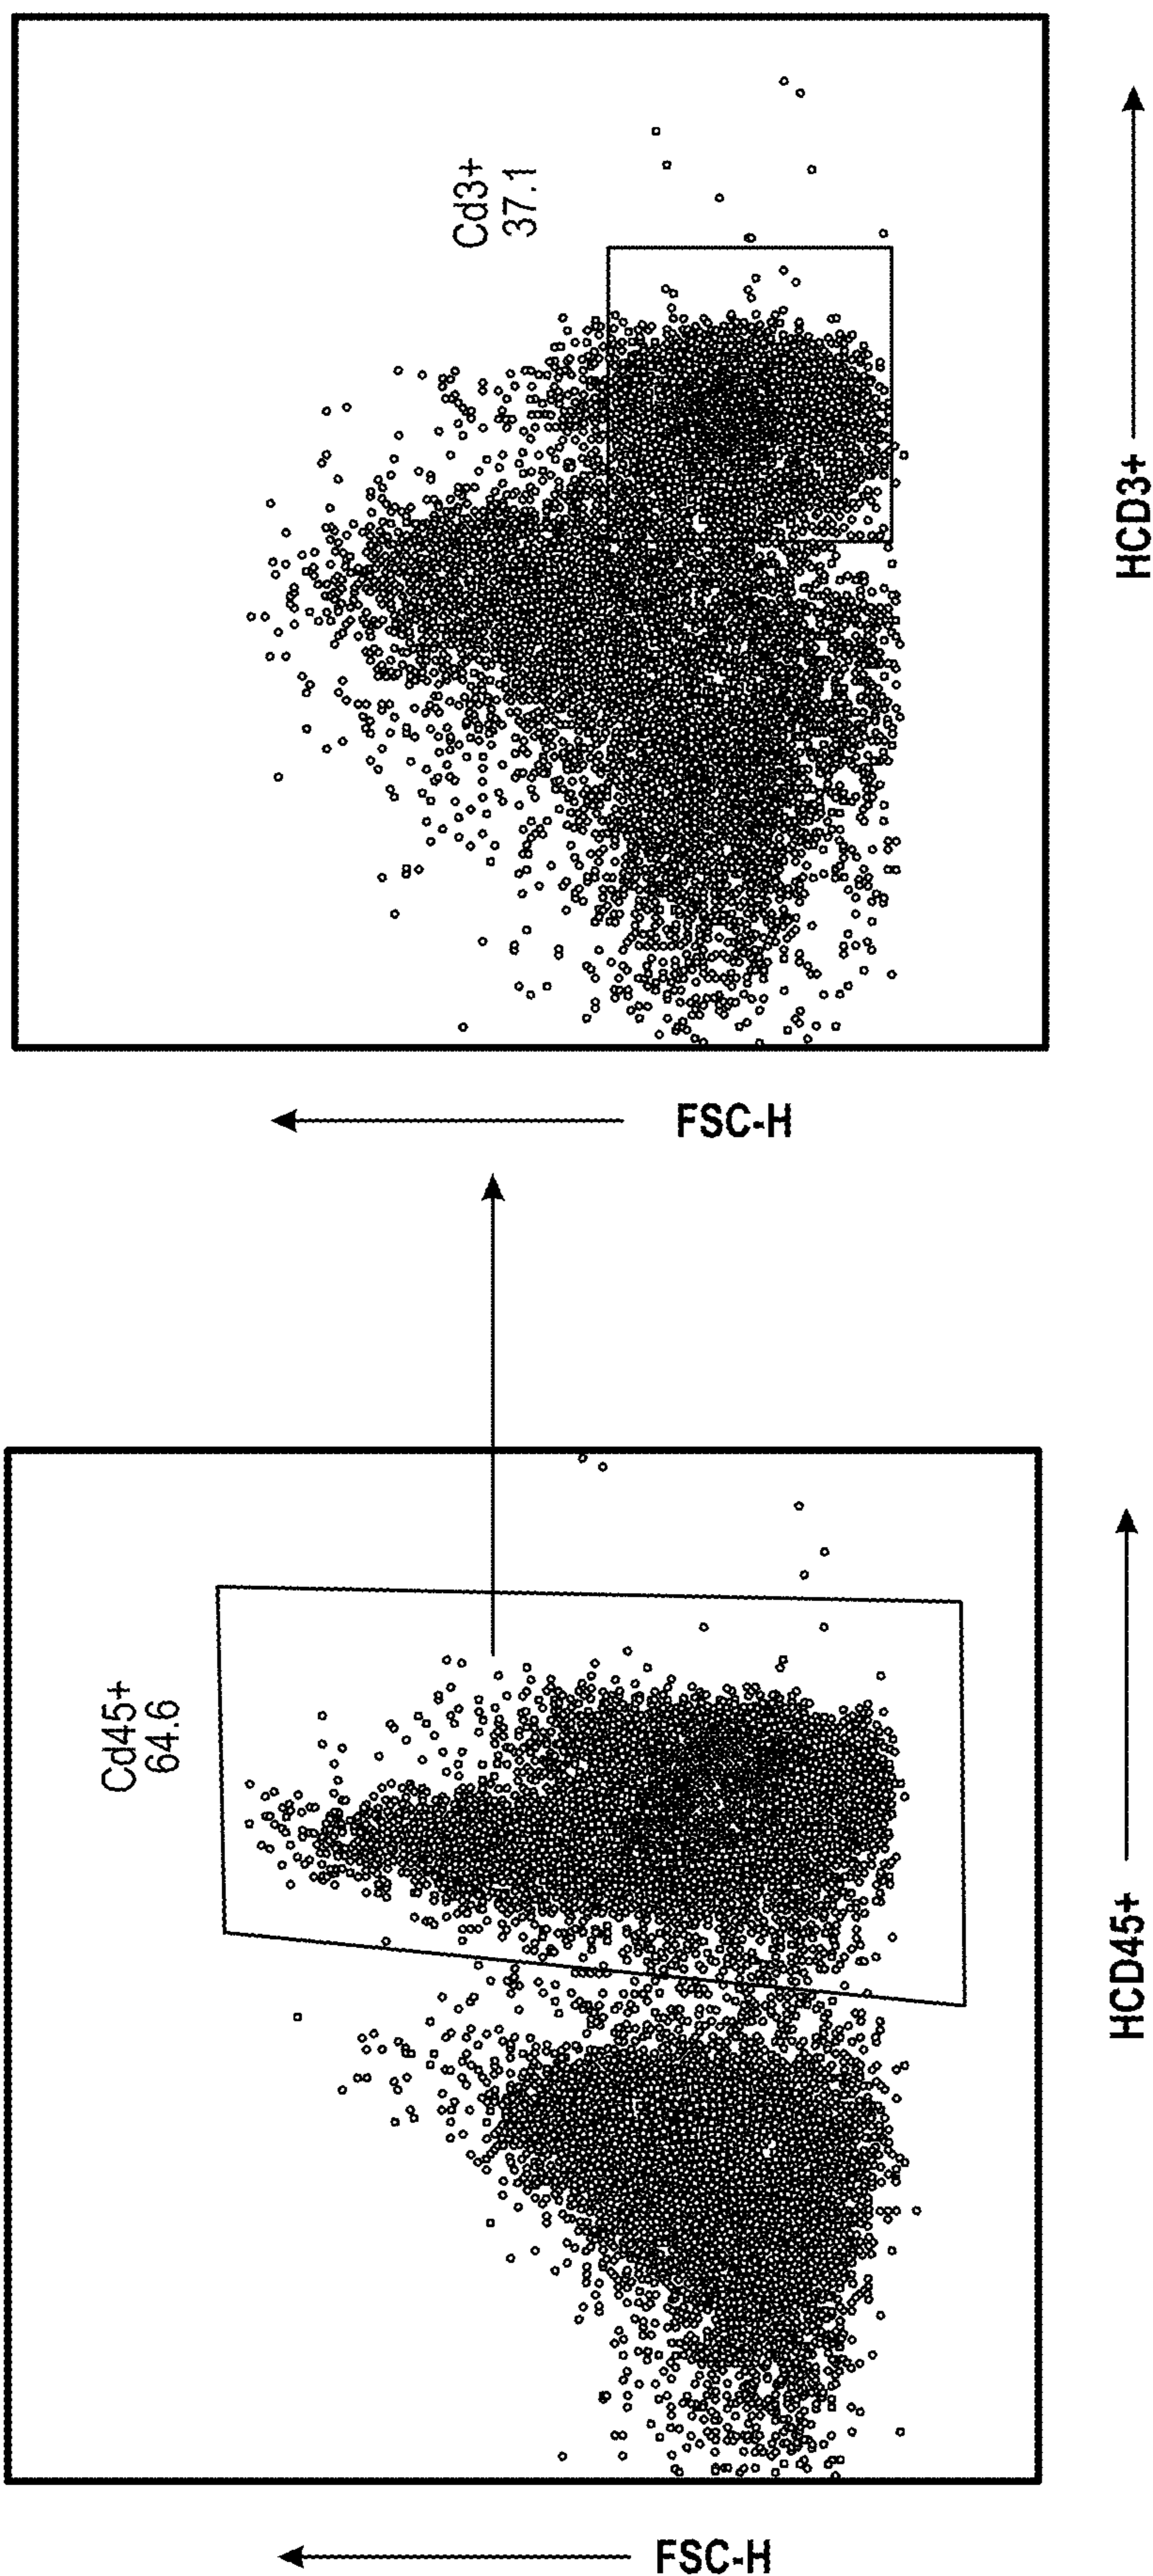 Cd45+
64.6
FSC-H
HCD45+
Cd3+
37.1
FSC-H
HCD3+